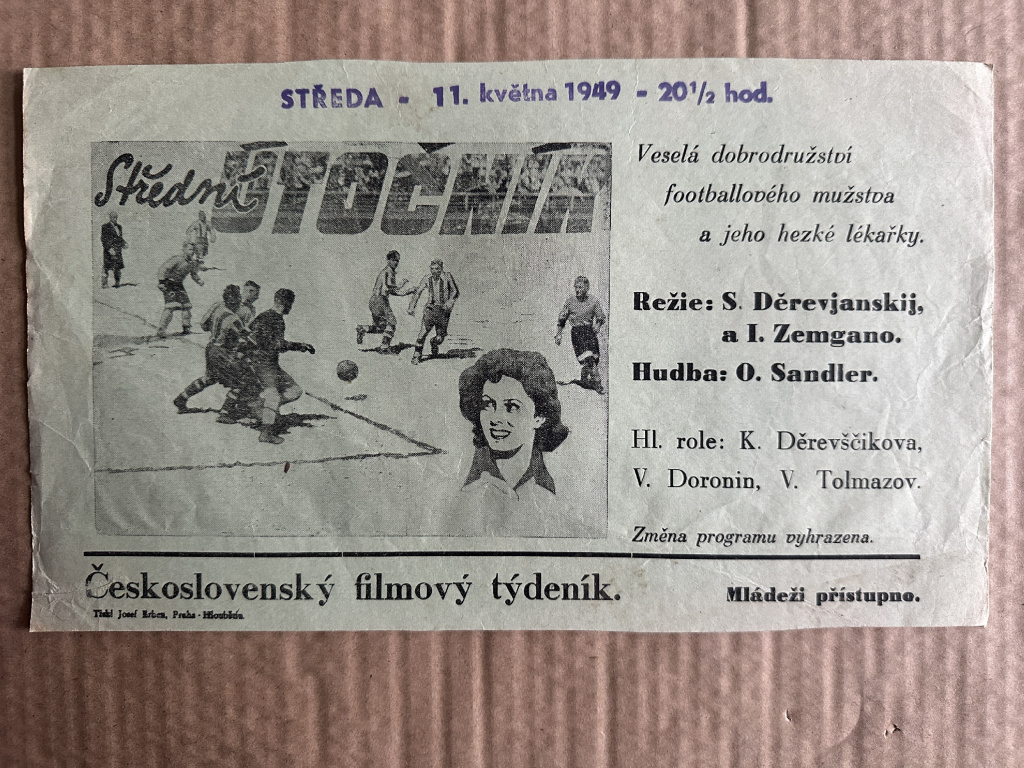 STŘEDA - 11. května 1949 - 20½ hod.
Střední ÚTOČNÍK
Veselá dobrodružství
footballového mužstva
a jeho hezké lékařky.
Režie: S. Děrevjanskij,
a I. Zemgano.
Hudba: O. Sandler.
Hl. role: K. Děrevščikova,
V. Doronin, V. Tolmazov.
Změna programu vyhrazena.
Československý filmový týdeník.
Mládeži přístupno.
Tiskl Josef Erben, Praha - Hloubětín.